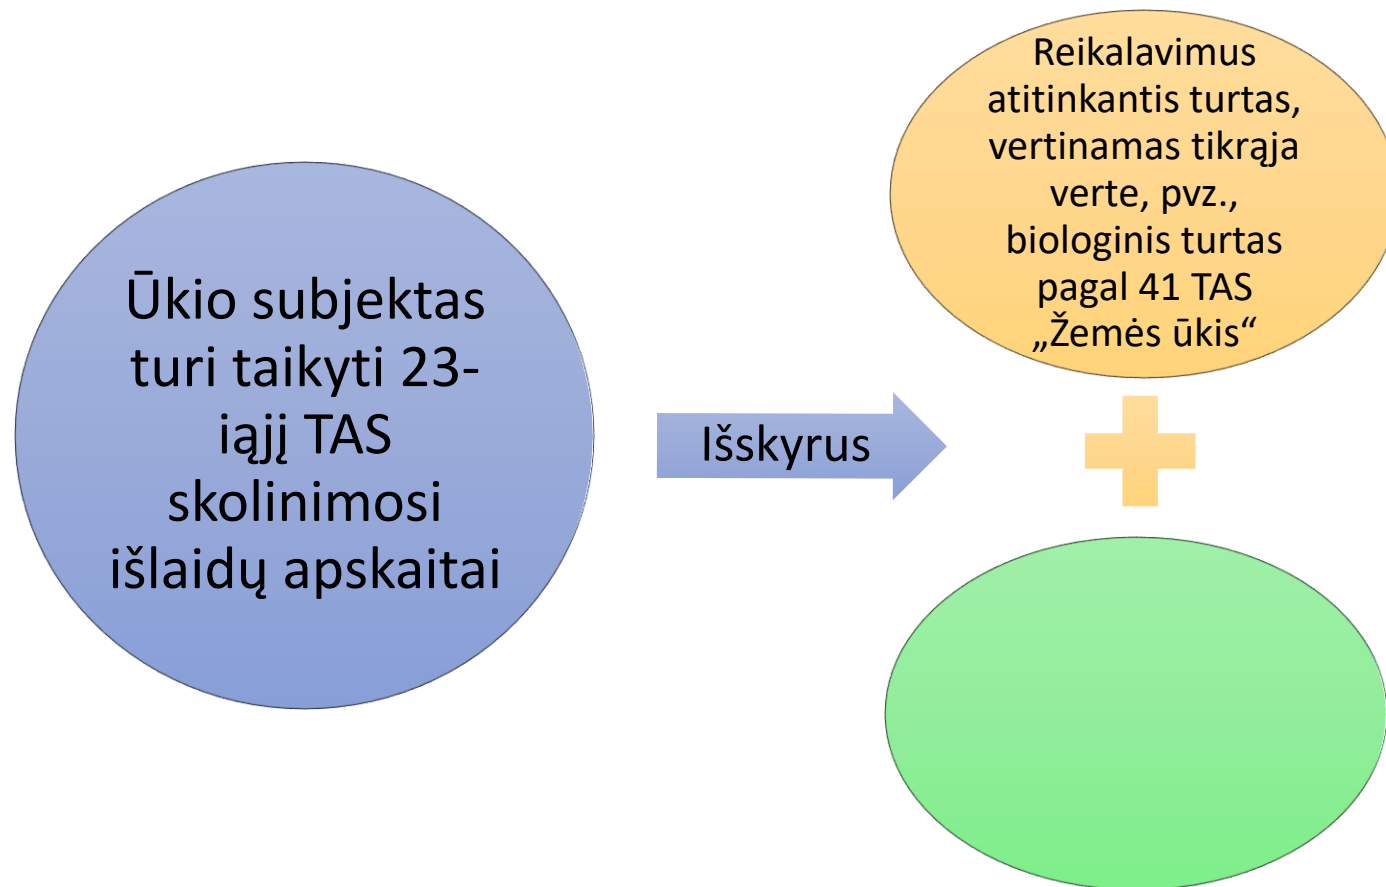 Ūkio subjektas
turi taikyti 23-
iąjį TAS
skolinimosi
išlaidų apskaitai
Išskyrus
Reikalavimus
atitinkantis turtas,
vertinamas tikrąja
verte, pvz.,
biologinis turtas
pagal 41 TAS
„Žemės ūkis“